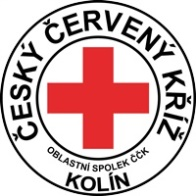 ČESKÝ ČERVENÝ KŘÍŽ
OBLASTNÍ SPOLEK ČČK
KOLÍN